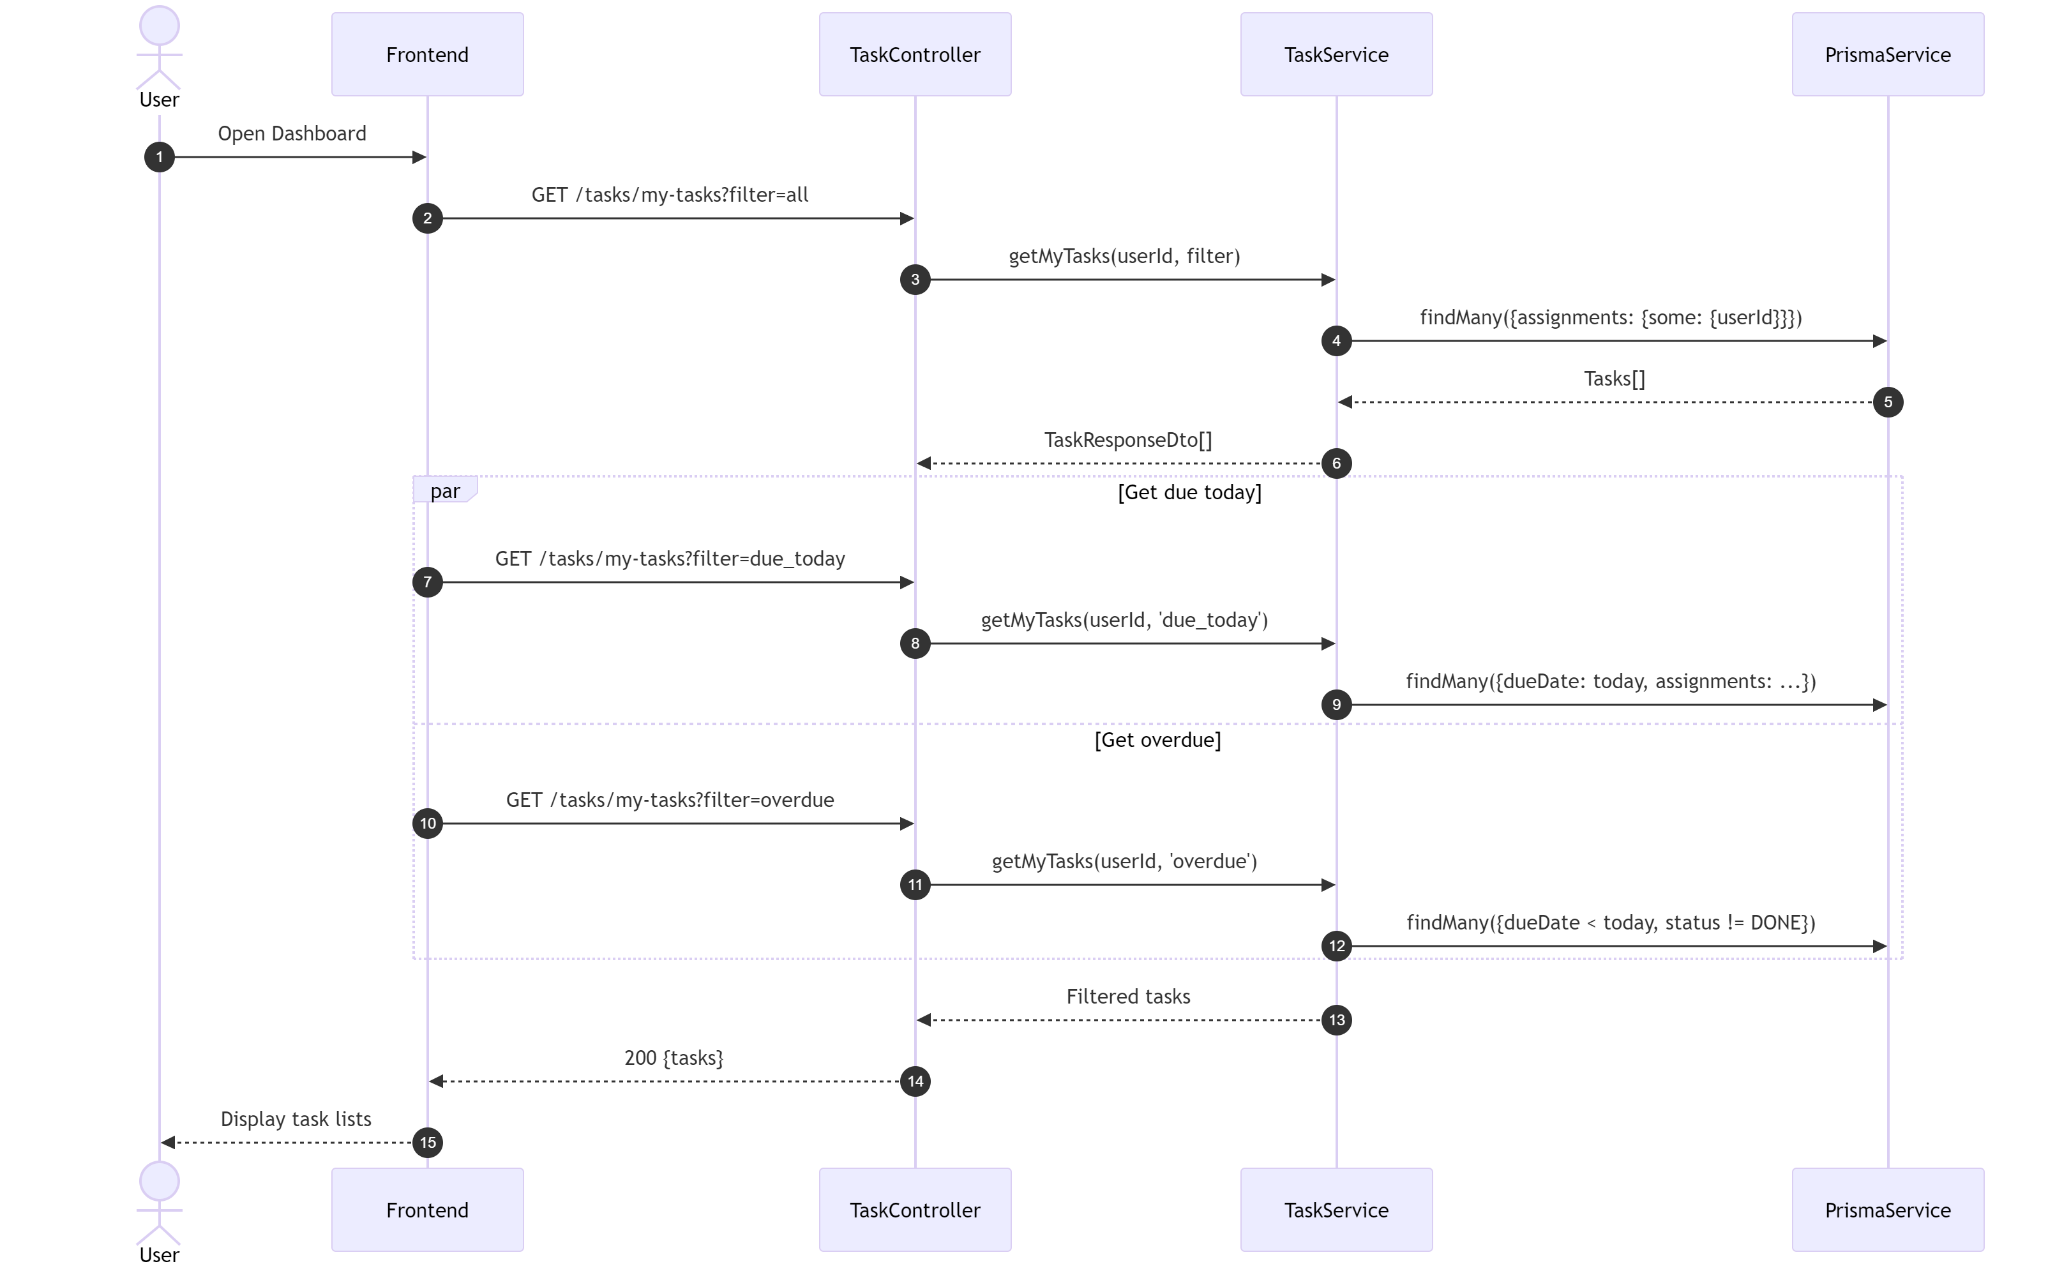 User
Frontend
TaskController
TaskService
PrismaService
Open Dashboard
1
GET /tasks/my-tasks?filter=all
2
getMyTasks(userId, filter)
3
findMany({assignments: {some: {userId}}})
4
Tasks[]
5
TaskResponseDto[]
6
par
[Get due today]
GET /tasks/my-tasks?filter=due_today
7
getMyTasks(userId, 'due_today')
8
findMany({dueDate: today, assignments: ...})
9
[Get overdue]
GET /tasks/my-tasks?filter=overdue
10
getMyTasks(userId, 'overdue')
11
findMany({dueDate < today, status != DONE})
12
Filtered tasks
13
200 {tasks}
14
Display task lists
15
User
Frontend
TaskController
TaskService
PrismaService